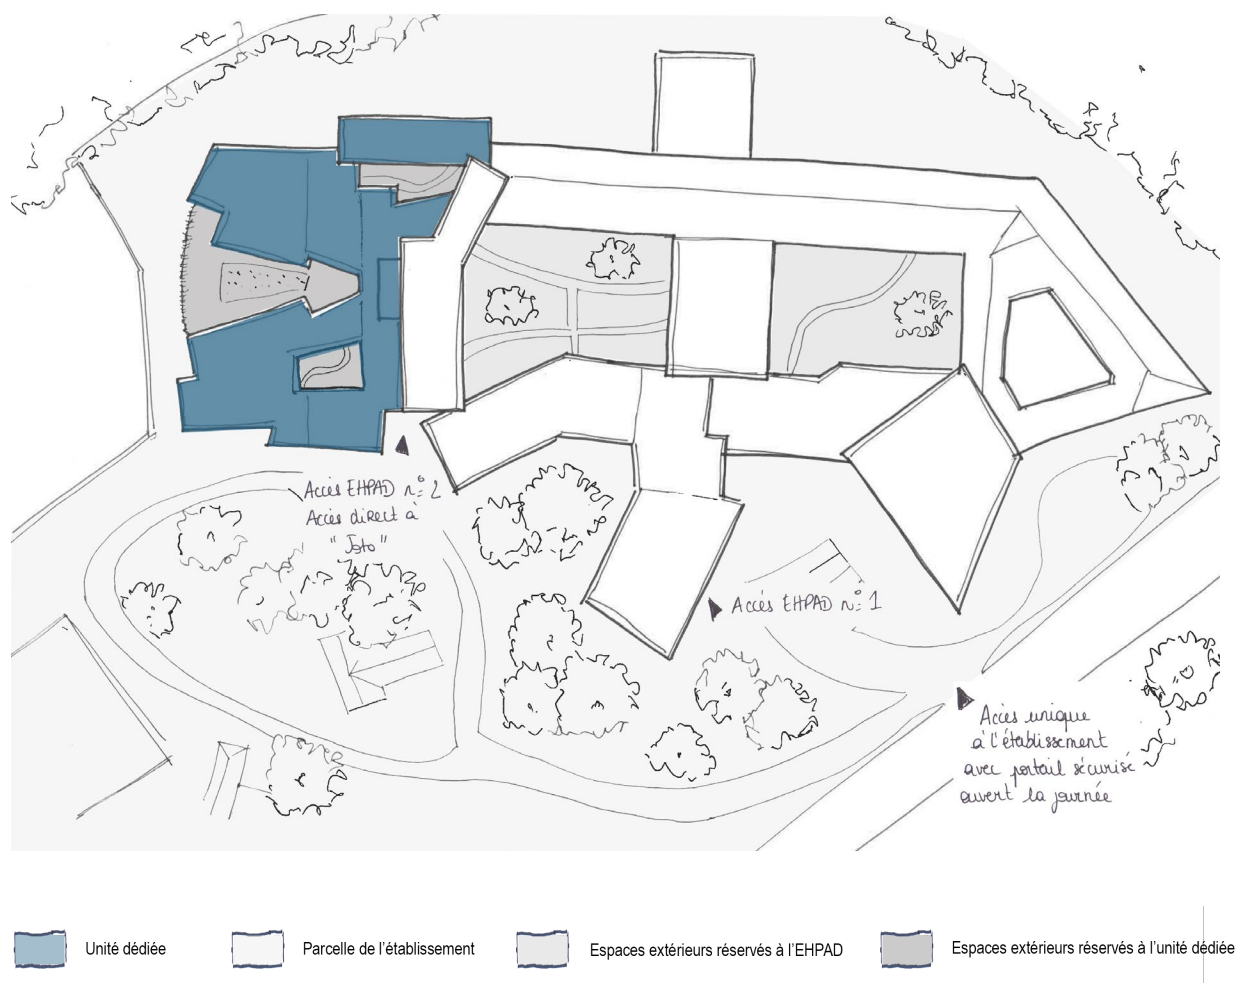 Accès EHPAD n° 2
Accès direct à
"Jato"
Accès EHPAD n° 1
Accès unique
à l'établissement
avec portail sécurisé
ouvert la journée
Unité dédiée
Parcelle de l'établissement
Espaces extérieurs réservés à l'EHPAD
Espaces extérieurs réservés à l'unité dédiée